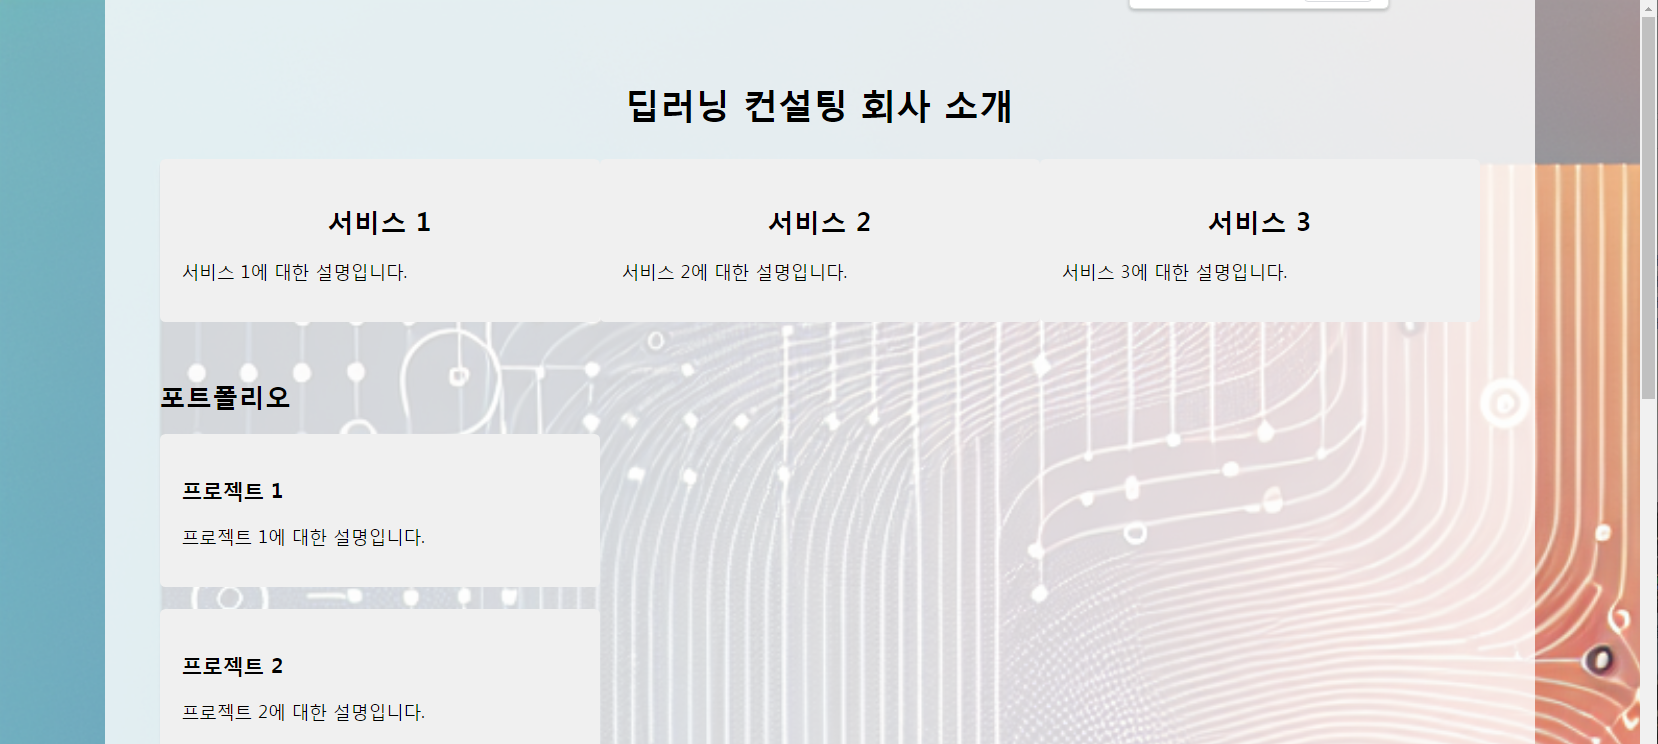 딥러닝 컨설팅 회사 소개
서비스 1
서비스 2
서비스 3
서비스 1에 대한 설명입니다.
서비스 2에 대한 설명입니다.
서비스 3에 대한 설명입니다.
포트폴리오
프로젝트 1
프로젝트 1에 대한 설명입니다.
프로젝트 2
프로젝트 2에 대한 설명입니다.